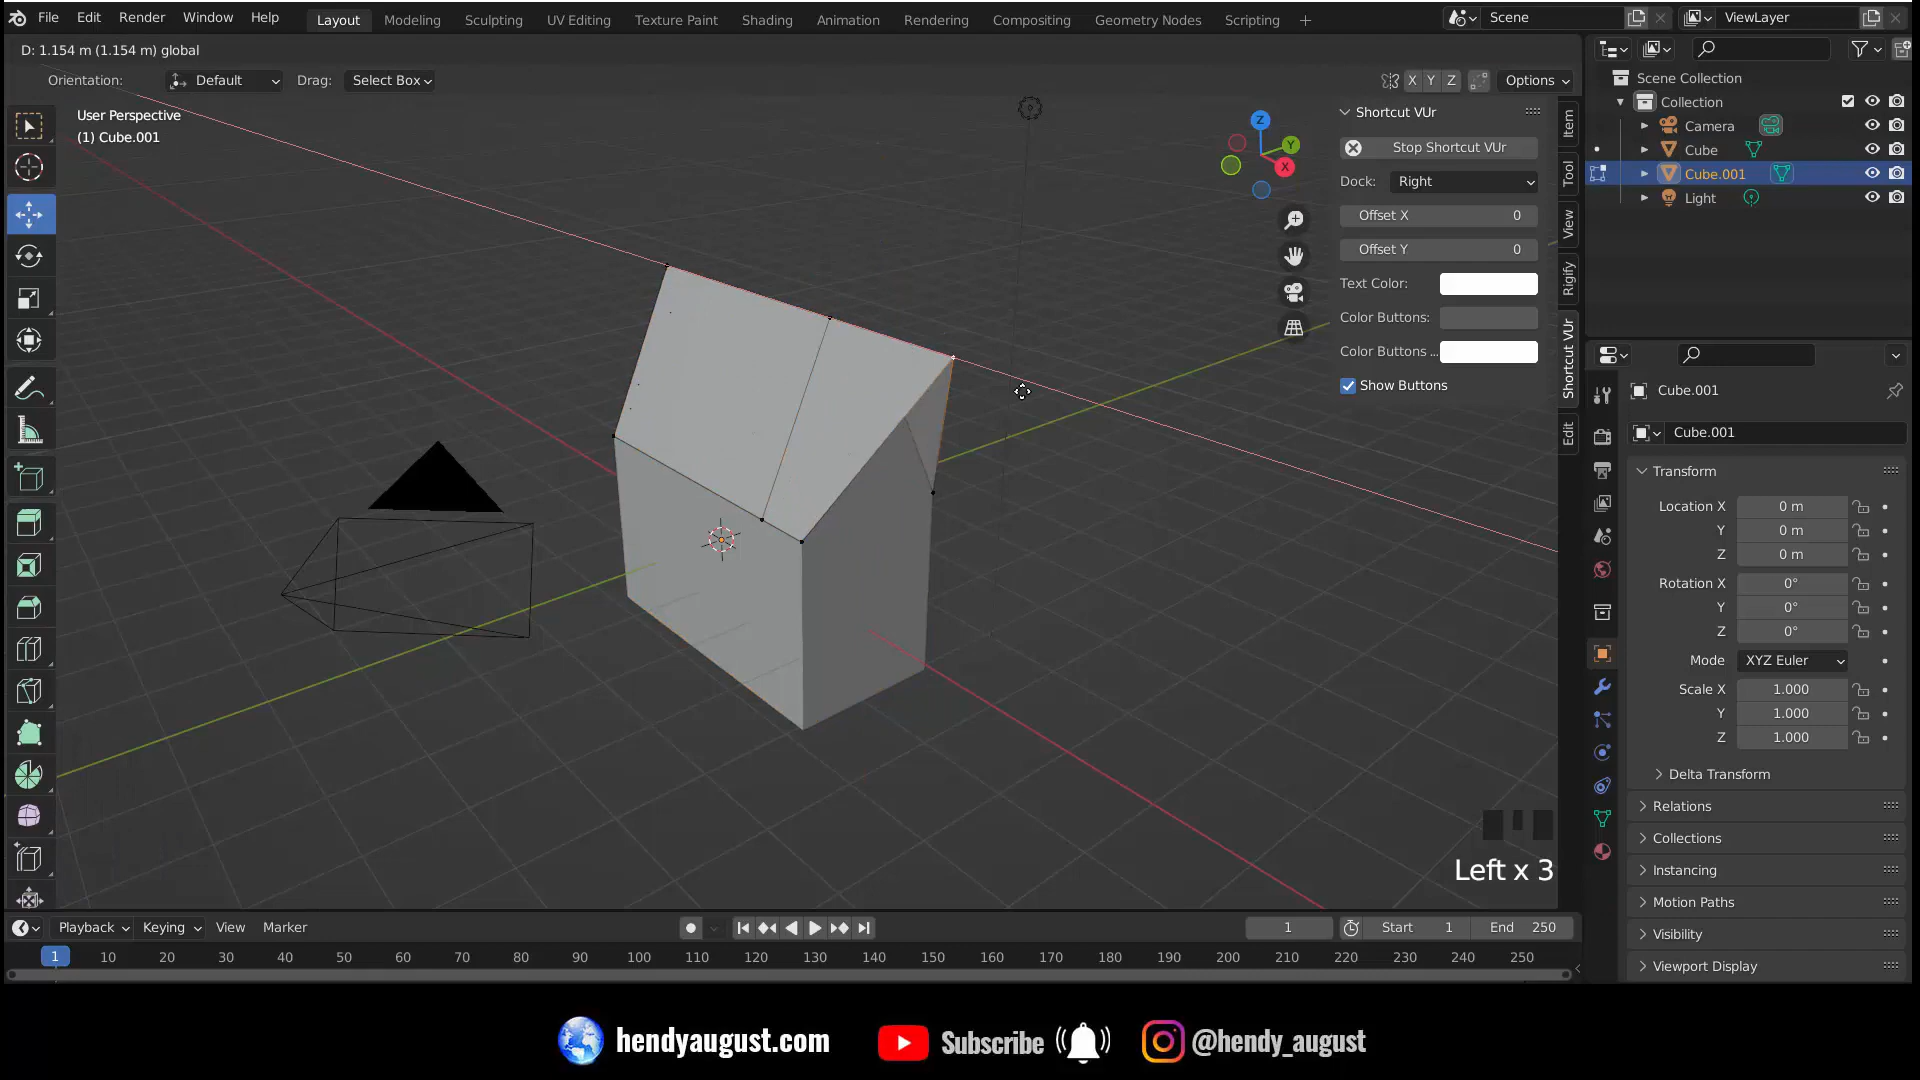 File Edit Render Window Help Layout Modeling Sculpting UV Editing Texture Paint Shading Animation Rendering Compositing Geometry Nodes Scripting + Scene ViewLayer
D: 1.154 m (1.154 m) global
Orientation: Default Drag: Select Box X Y Z Options
User Perspective
(1) Cube.001
Z
Y
X
Shortcut VUr
Stop Shortcut VUr
Dock: Right
Offset X 0
Offset Y 0
Text Color:
Color Buttons:
Color Buttons ...
Show Buttons
Item
Tool
View
Rigify
Shortcut VUr
Edit
Scene Collection
Collection
Camera
Cube
Cube.001
Light
Cube.001
Cube.001
Transform
Location X 0 m
Y 0 m
Z 0 m
Rotation X 0°
Y 0°
Z 0°
Mode XYZ Euler
Scale X 1.000
Y 1.000
Z 1.000
Delta Transform
Relations
Collections
Instancing
Motion Paths
Visibility
Viewport Display
Left x 3
Playback Keying View Marker 1 Start 1 End 250
1 10 20 30 40 50 60 70 80 90 100 110 120 130 140 150 160 170 180 190 200 210 220 230 240 250
hendyaugust.com Subscribe @hendy_august